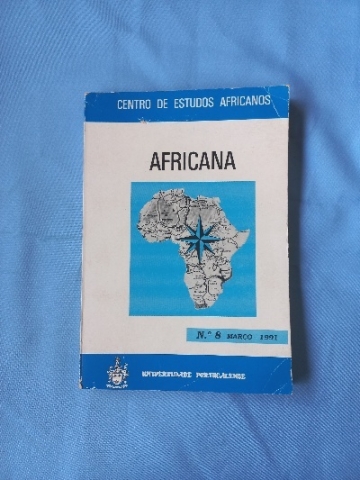 CENTRO DE ESTUDOS AFRICANOS
AFRICANA
N.º 8 MARÇO 1991
UNIVERSIDADE PORTUCALENSE